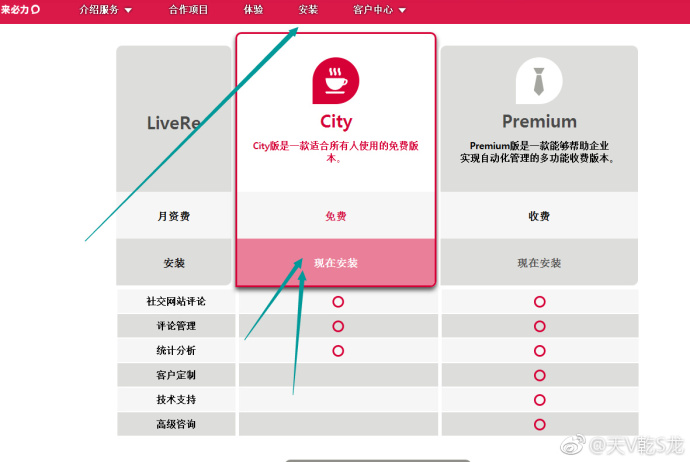 来必力
介绍服务 合作项目 体验 安装 客户中心
LiveRe
City
City版是一款适合所有人使用的免费版
本。
Premium
Premium版是一款能够帮助企业
实现自动化管理的多功能收费版本。
月资费 免费 收费
安装 现在安装 现在安装
社交网站评论
评论管理
统计分析
客户定制
技术支持
高级咨询
@天V乾S龙